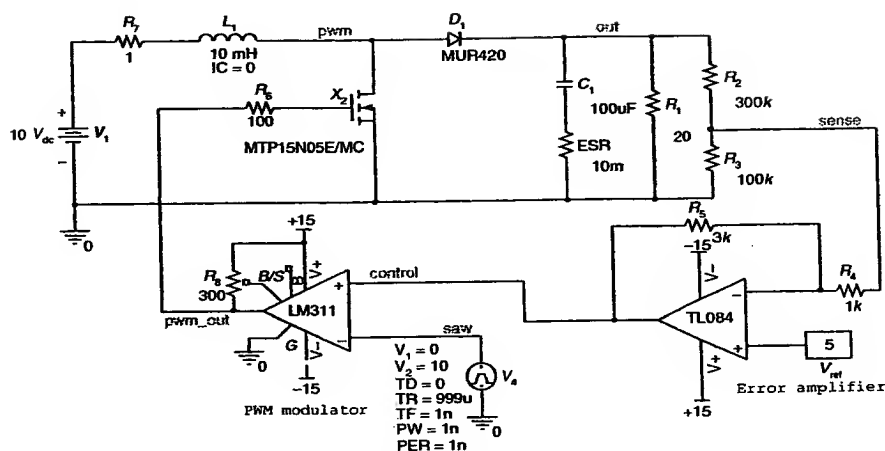 R7
1
L1
10 mH
IC = 0
pwm
D1
MUR420
out
R6
100
X2
MTP15N05E/MC
C1
100uF
ESR
10m
R1
20
R2
300k
sense
R3
100k
+
10 Vdc
V1
−
0
+15
R8
300
B/S
B
V+
LM311
+
−
G
V−
pwm_out
0
−15
PWM modulator
control
saw
V1 = 0
V2 = 10
TD = 0
TR = 999u
TF = 1n
PW = 1n
PER = 1n
V4
0
R5
3k
−15
V−
TL084
−
+
V+
+15
R4
1k
5
Vref
Error amplifier